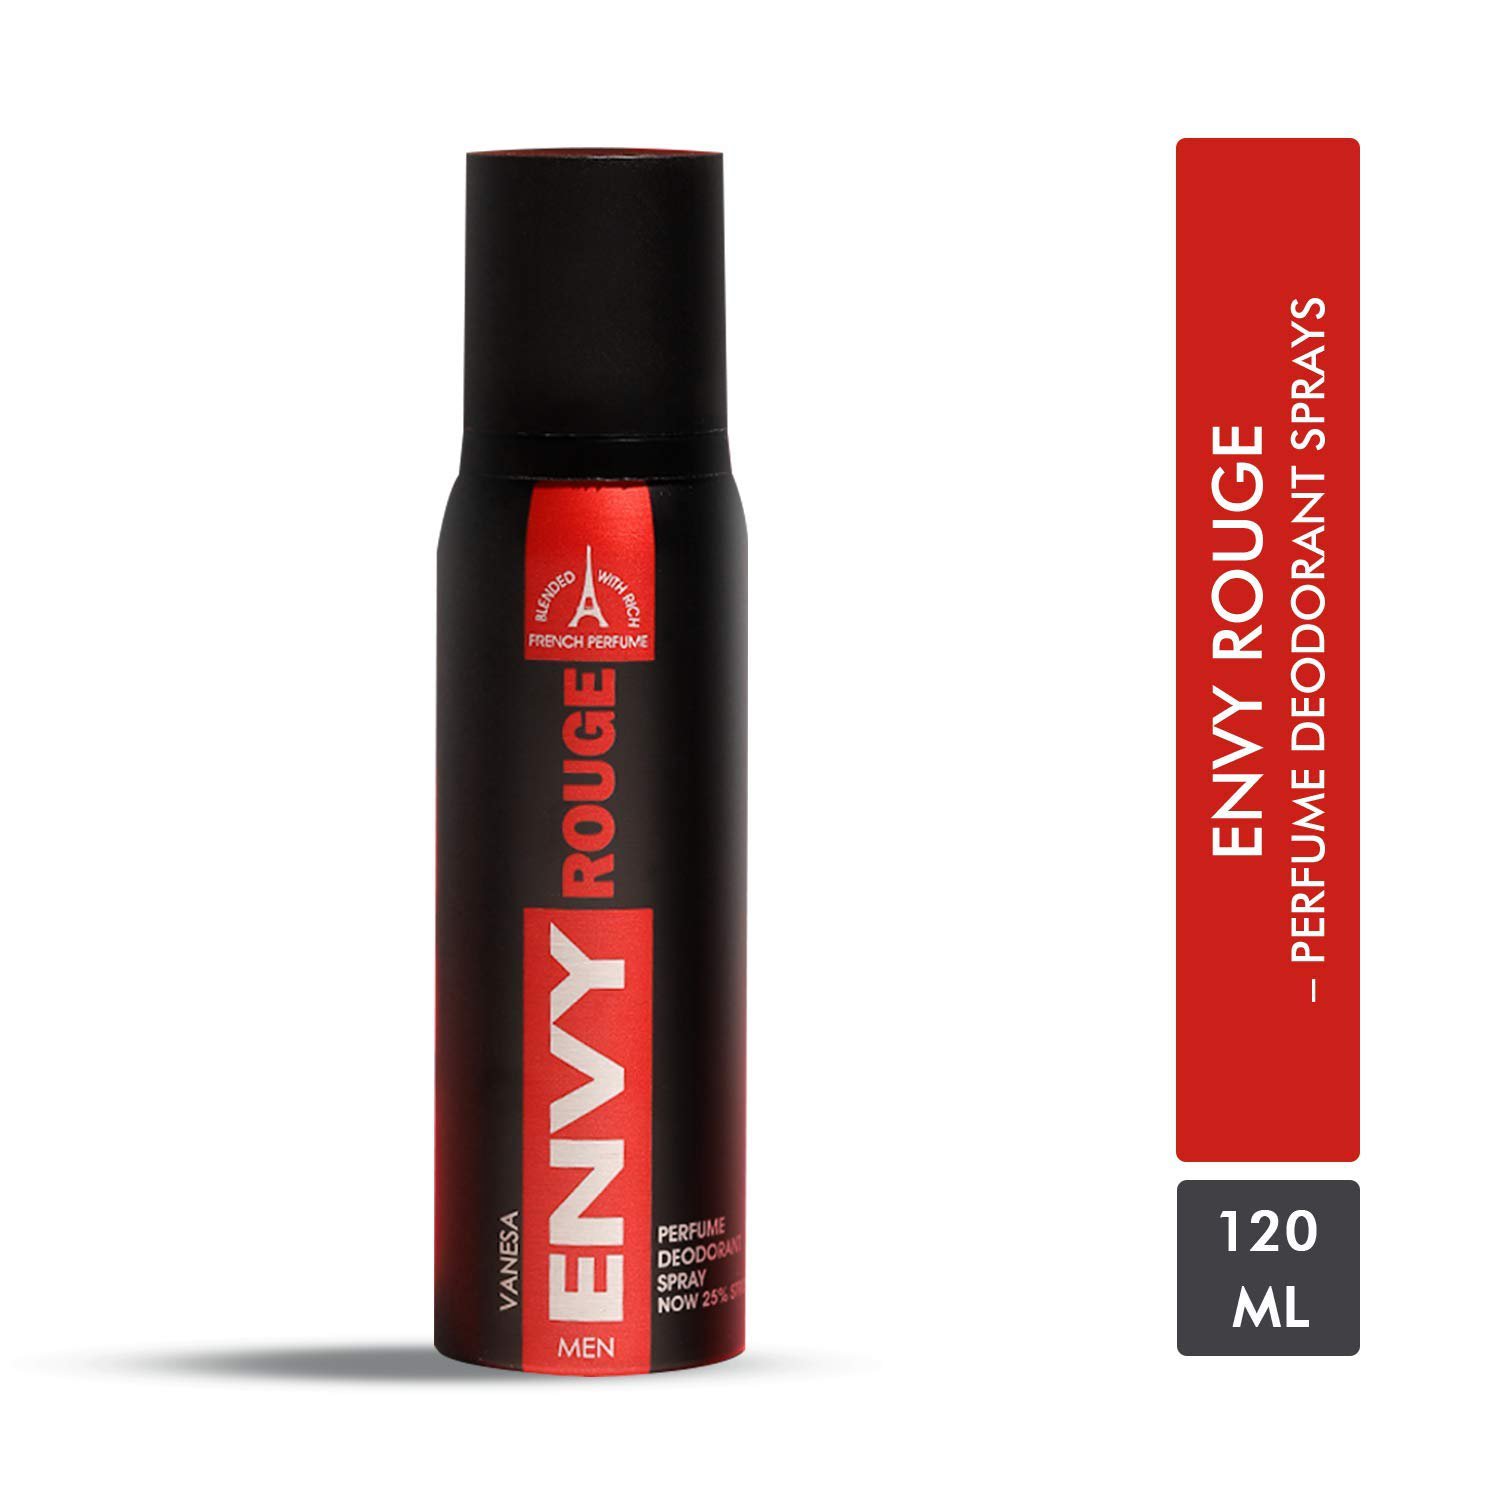 BLENDED WITH RICH
FRENCH PERFUME
ENVY ROUGE
VANESA
MEN
PERFUME
DEODORANT
SPRAY
NOW 25%
ENVY ROUGE
– PERFUME DEODORANT SPRAYS
120
ML